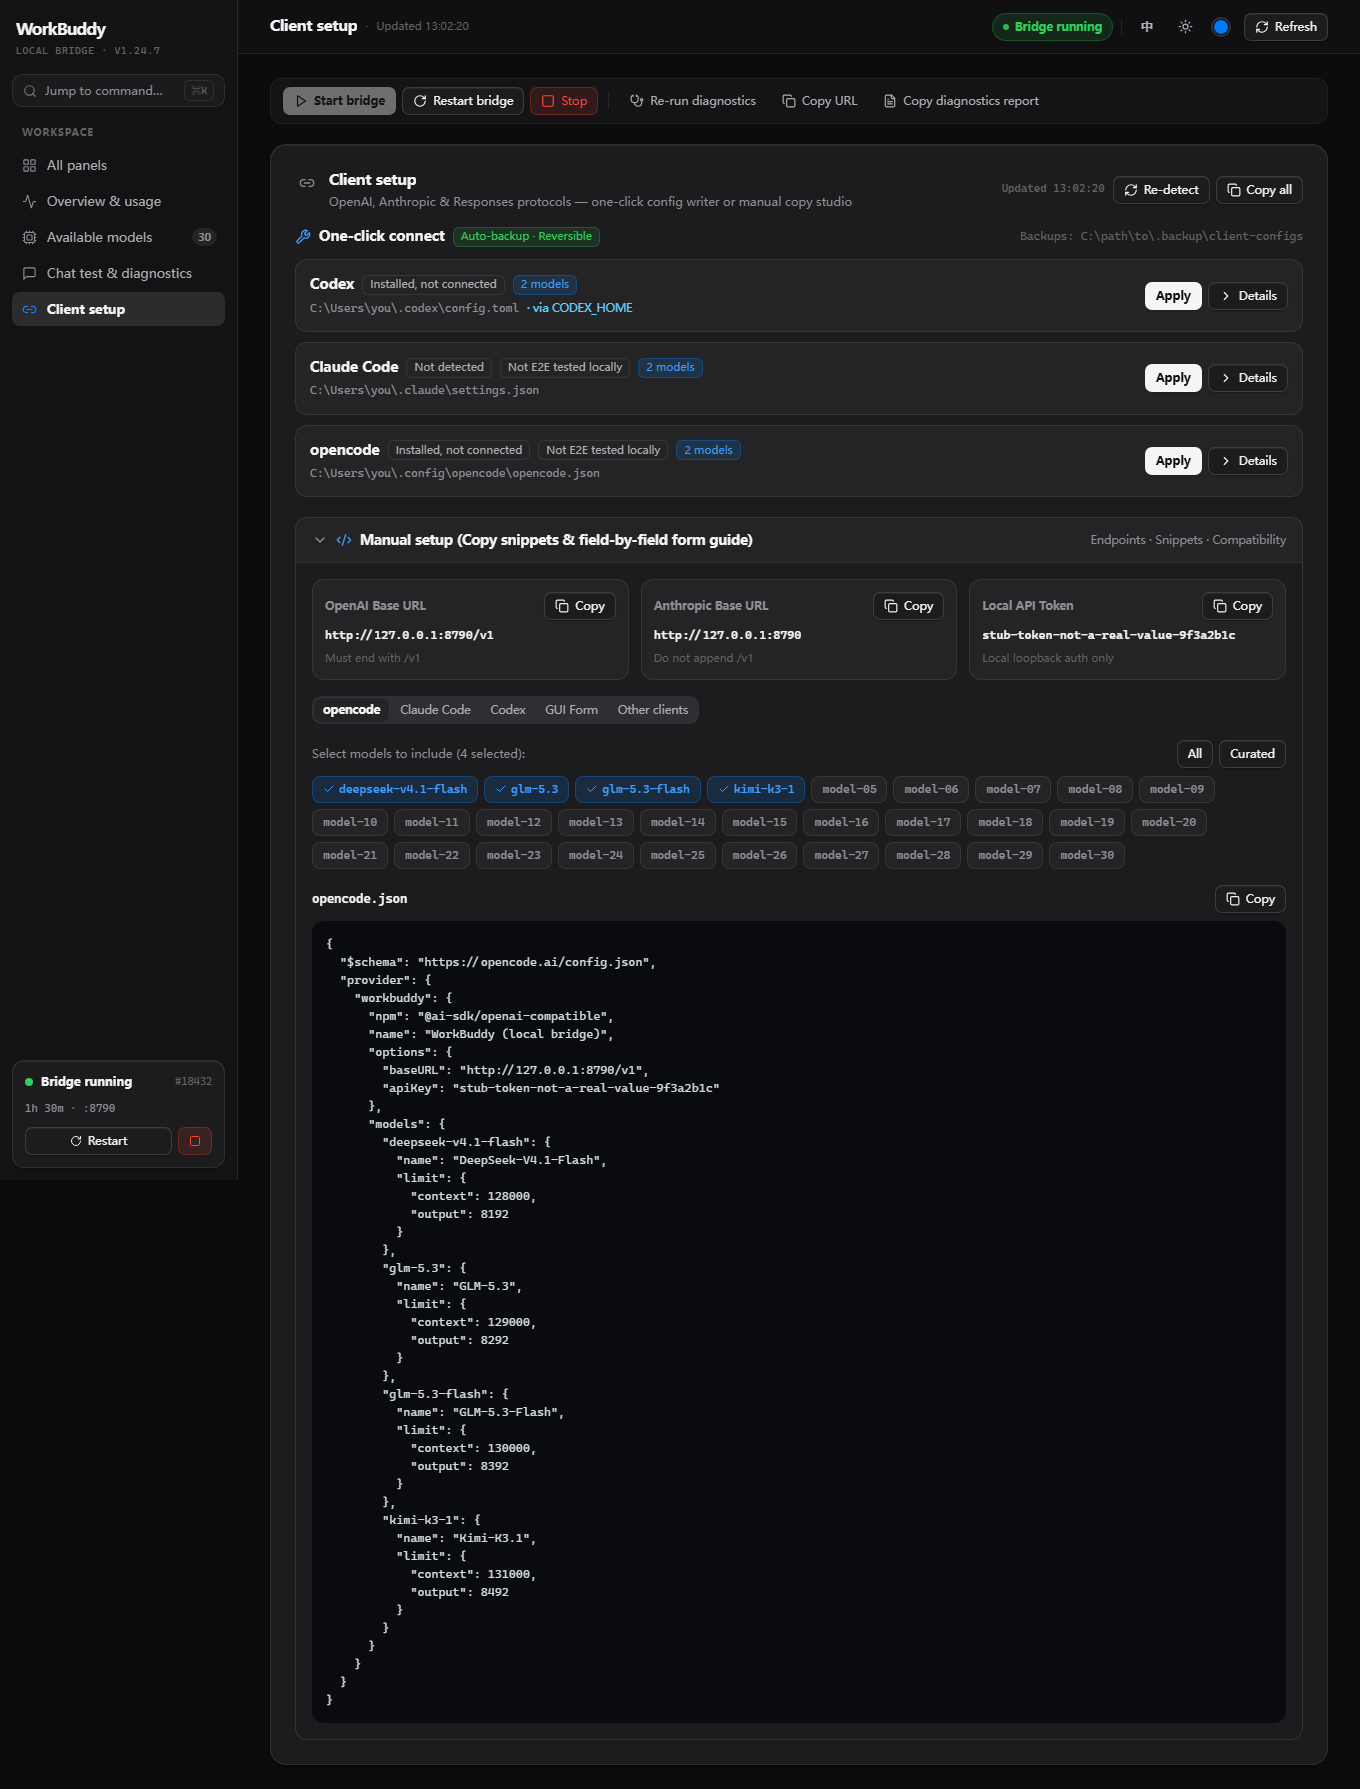 WorkBuddy
LOCAL BRIDGE · V1.24.7
Jump to command... ⌘K
WORKSPACE
All panels
Overview & usage
Available models 30
Chat test & diagnostics
Client setup
Bridge running #18432
1h 30m · :8790
Restart
Client setup · Updated 13:02:20
Bridge running 中 Refresh
Start bridge Restart bridge Stop Re-run diagnostics Copy URL Copy diagnostics report
Client setup
OpenAI, Anthropic & Responses protocols — one-click config writer or manual copy studio
Updated 13:02:20 Re-detect Copy all
One-click connect Auto-backup · Reversible Backups: C:\path\to\.backup\client-configs
Codex Installed, not connected 2 models
C:\Users\you\.codex\config.toml · via CODEX_HOME
Apply Details
Claude Code Not detected Not E2E tested locally 2 models
C:\Users\you\.claude\settings.json
Apply Details
opencode Installed, not connected Not E2E tested locally 2 models
C:\Users\you\.config\opencode\opencode.json
Apply Details
Manual setup (Copy snippets & field-by-field form guide) Endpoints · Snippets · Compatibility
OpenAI Base URL Copy
http://127.0.0.1:8790/v1
Must end with /v1
Anthropic Base URL Copy
http://127.0.0.1:8790
Do not append /v1
Local API Token Copy
stub-token-not-a-real-value-9f3a2b1c
Local loopback auth only
opencode Claude Code Codex GUI Form Other clients
Select models to include (4 selected): All Curated
deepseek-v4.1-flash glm-5.3 glm-5.3-flash kimi-k3-1 model-05 model-06 model-07 model-08 model-09
model-10 model-11 model-12 model-13 model-14 model-15 model-16 model-17 model-18 model-19 model-20
model-21 model-22 model-23 model-24 model-25 model-26 model-27 model-28 model-29 model-30
opencode.json Copy
{
"$schema": "https://opencode.ai/config.json",
"provider": {
"workbuddy": {
"npm": "@ai-sdk/openai-compatible",
"name": "WorkBuddy (local bridge)",
"options": {
"baseURL": "http://127.0.0.1:8790/v1",
"apiKey": "stub-token-not-a-real-value-9f3a2b1c"
},
"models": {
"deepseek-v4.1-flash": {
"name": "DeepSeek-V4.1-Flash",
"limit": {
"context": 128000,
"output": 8192
}
},
"glm-5.3": {
"name": "GLM-5.3",
"limit": {
"context": 129000,
"output": 8292
}
},
"glm-5.3-flash": {
"name": "GLM-5.3-Flash",
"limit": {
"context": 130000,
"output": 8392
}
},
"kimi-k3-1": {
"name": "Kimi-K3.1",
"limit": {
"context": 131000,
"output": 8492
}
}
}
}
}
}